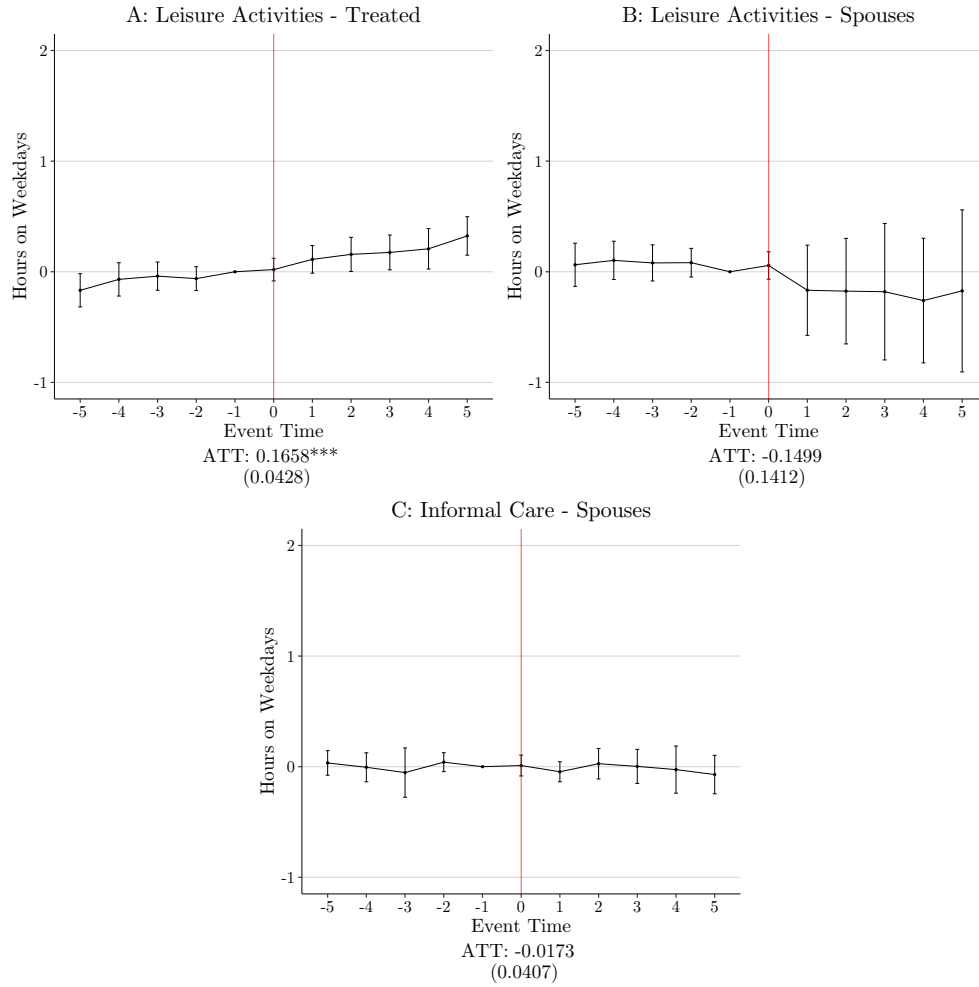 A: Leisure Activities - Treated
Hours on Weekdays
2
1
0
-1
-5 -4 -3 -2 -1 0 1 2 3 4 5
Event Time
ATT: 0.1658***
(0.0428)
B: Leisure Activities - Spouses
Hours on Weekdays
2
1
0
-1
-5 -4 -3 -2 -1 0 1 2 3 4 5
Event Time
ATT: -0.1499
(0.1412)
C: Informal Care - Spouses
Hours on Weekdays
2
1
0
-1
-5 -4 -3 -2 -1 0 1 2 3 4 5
Event Time
ATT: -0.0173
(0.0407)